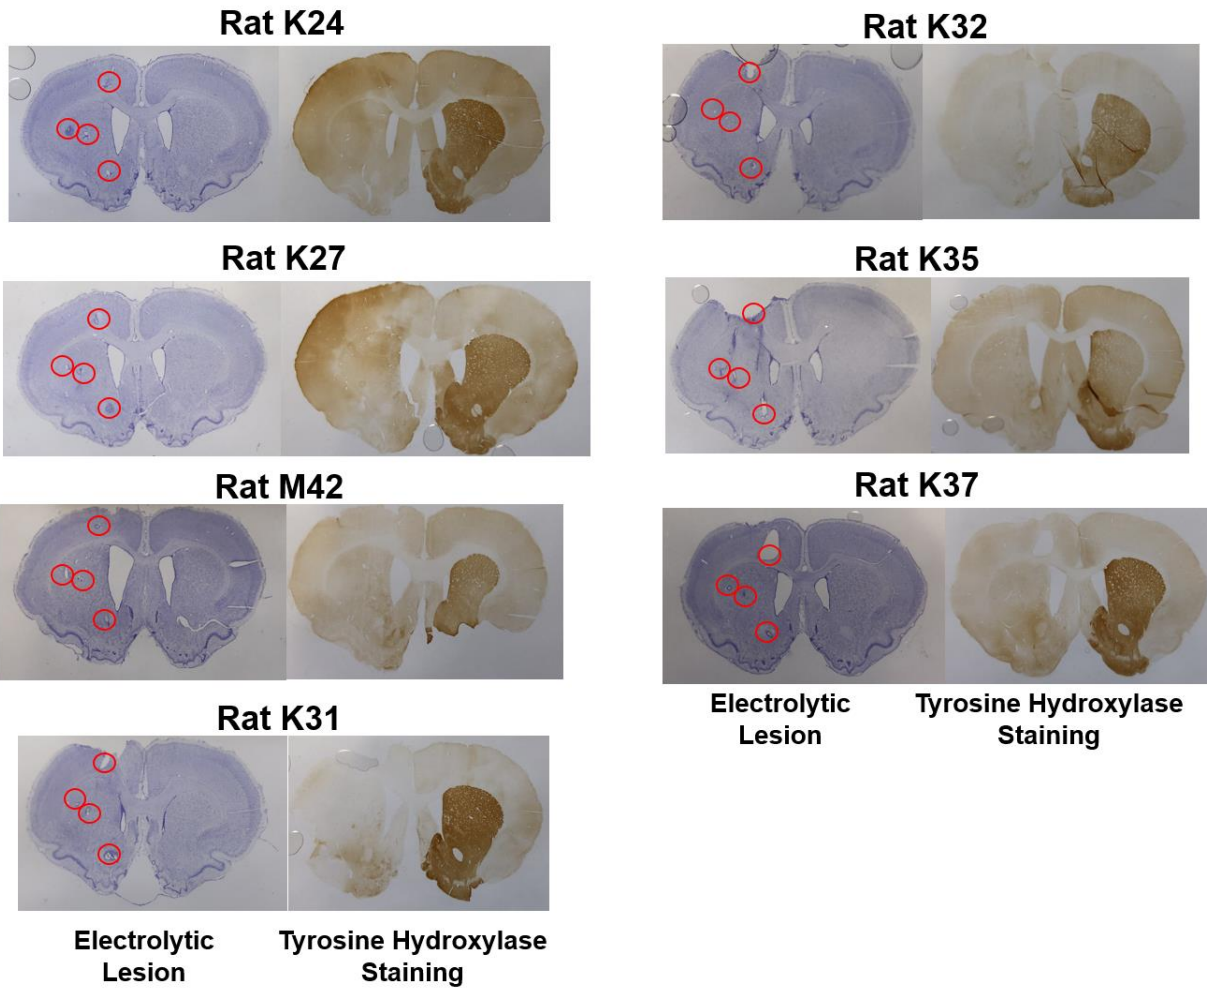 Rat K24
Rat K27
Rat M42
Rat K31
Electrolytic
Lesion
Tyrosine Hydroxylase
Staining
Rat K32
Rat K35
Rat K37
Electrolytic
Lesion
Tyrosine Hydroxylase
Staining